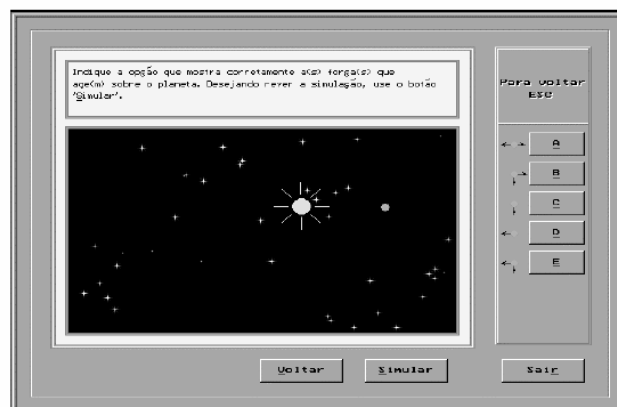 Indique a opção que mostra corretamente a(s) força(s) que
age(m) sobre o planeta. Desejando rever a simulação, use o botão
'Simular'.
Para voltar
ESC
A
B
C
D
E
Voltar
Simular
Sair